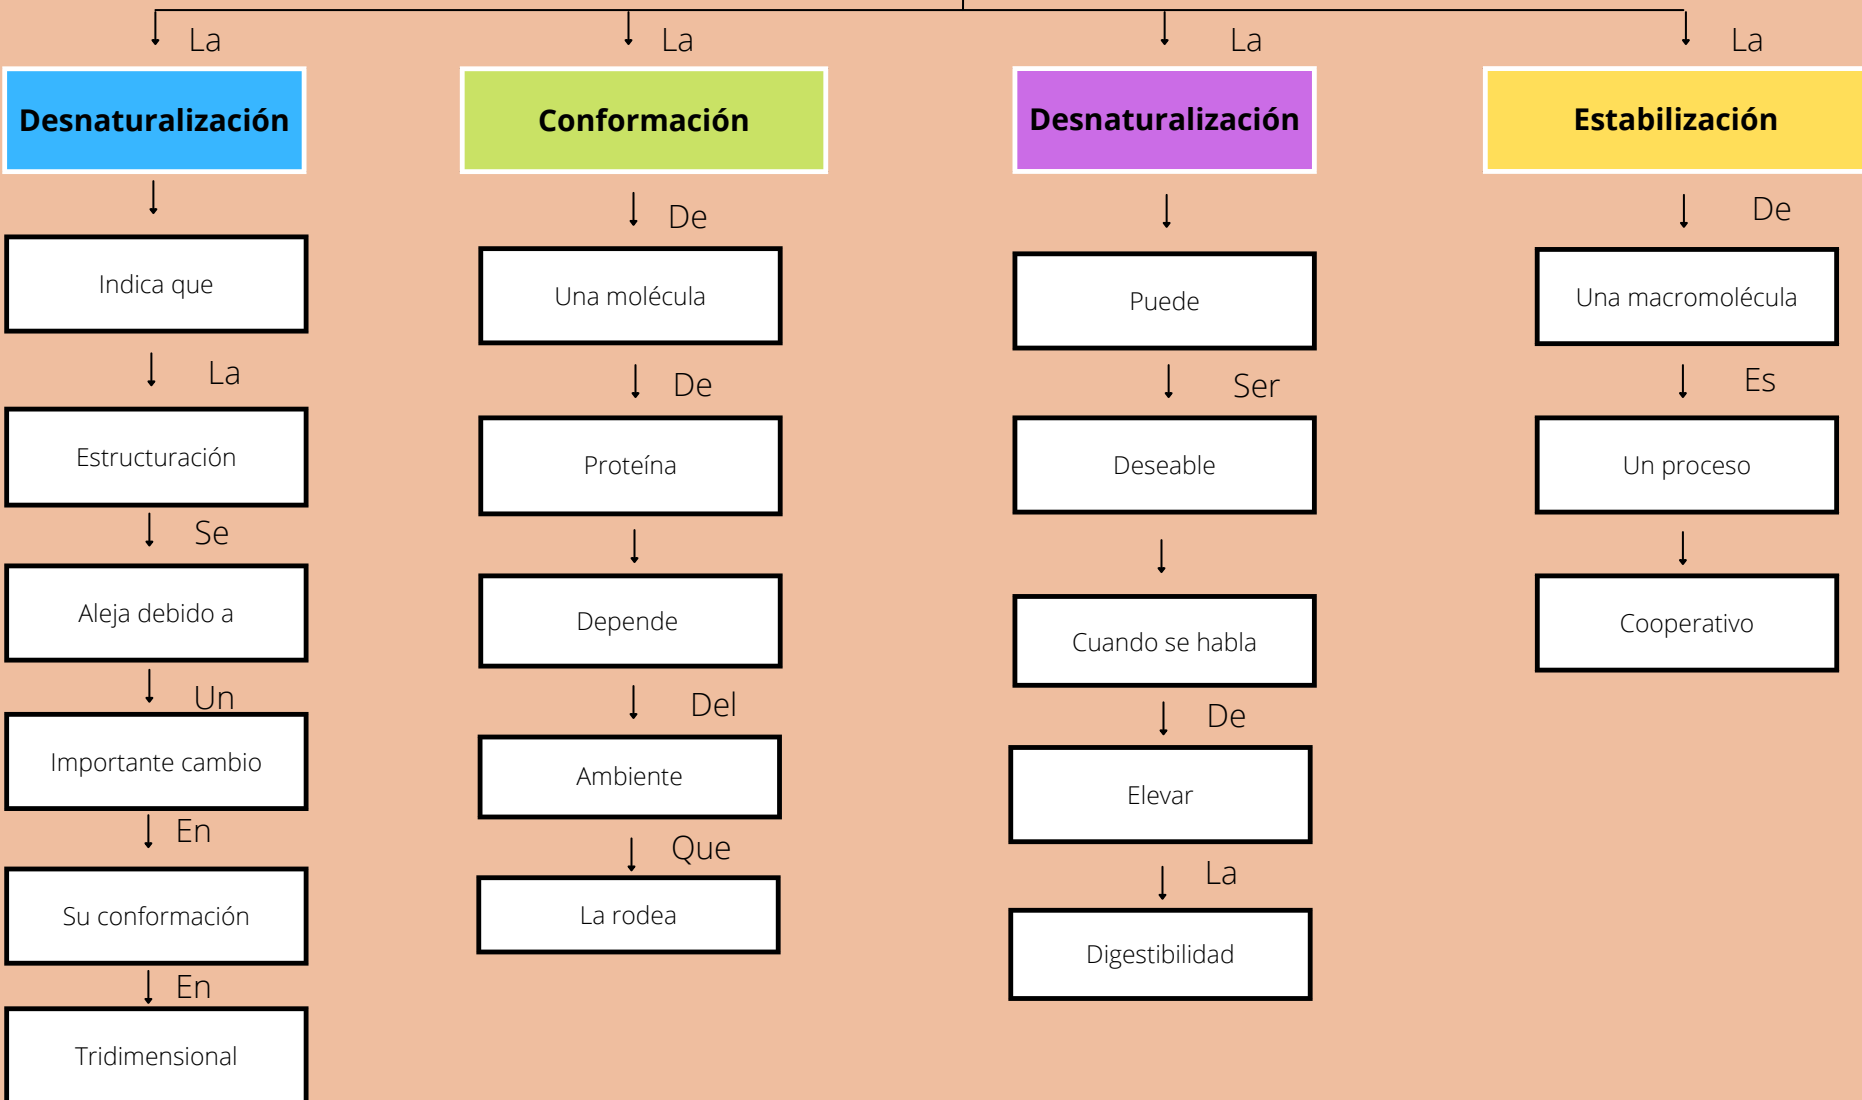 La
Desnaturalización
Indica que
La
Estructuración
Se
Aleja debido a
Un
Importante cambio
En
Su conformación
En
Tridimensional
La
Conformación
De
Una molécula
De
Proteína
Depende
Del
Ambiente
Que
La rodea
La
Desnaturalización
Puede
Ser
Deseable
Cuando se habla
De
Elevar
La
Digestibilidad
La
Estabilización
De
Una macromolécula
Es
Un proceso
Cooperativo